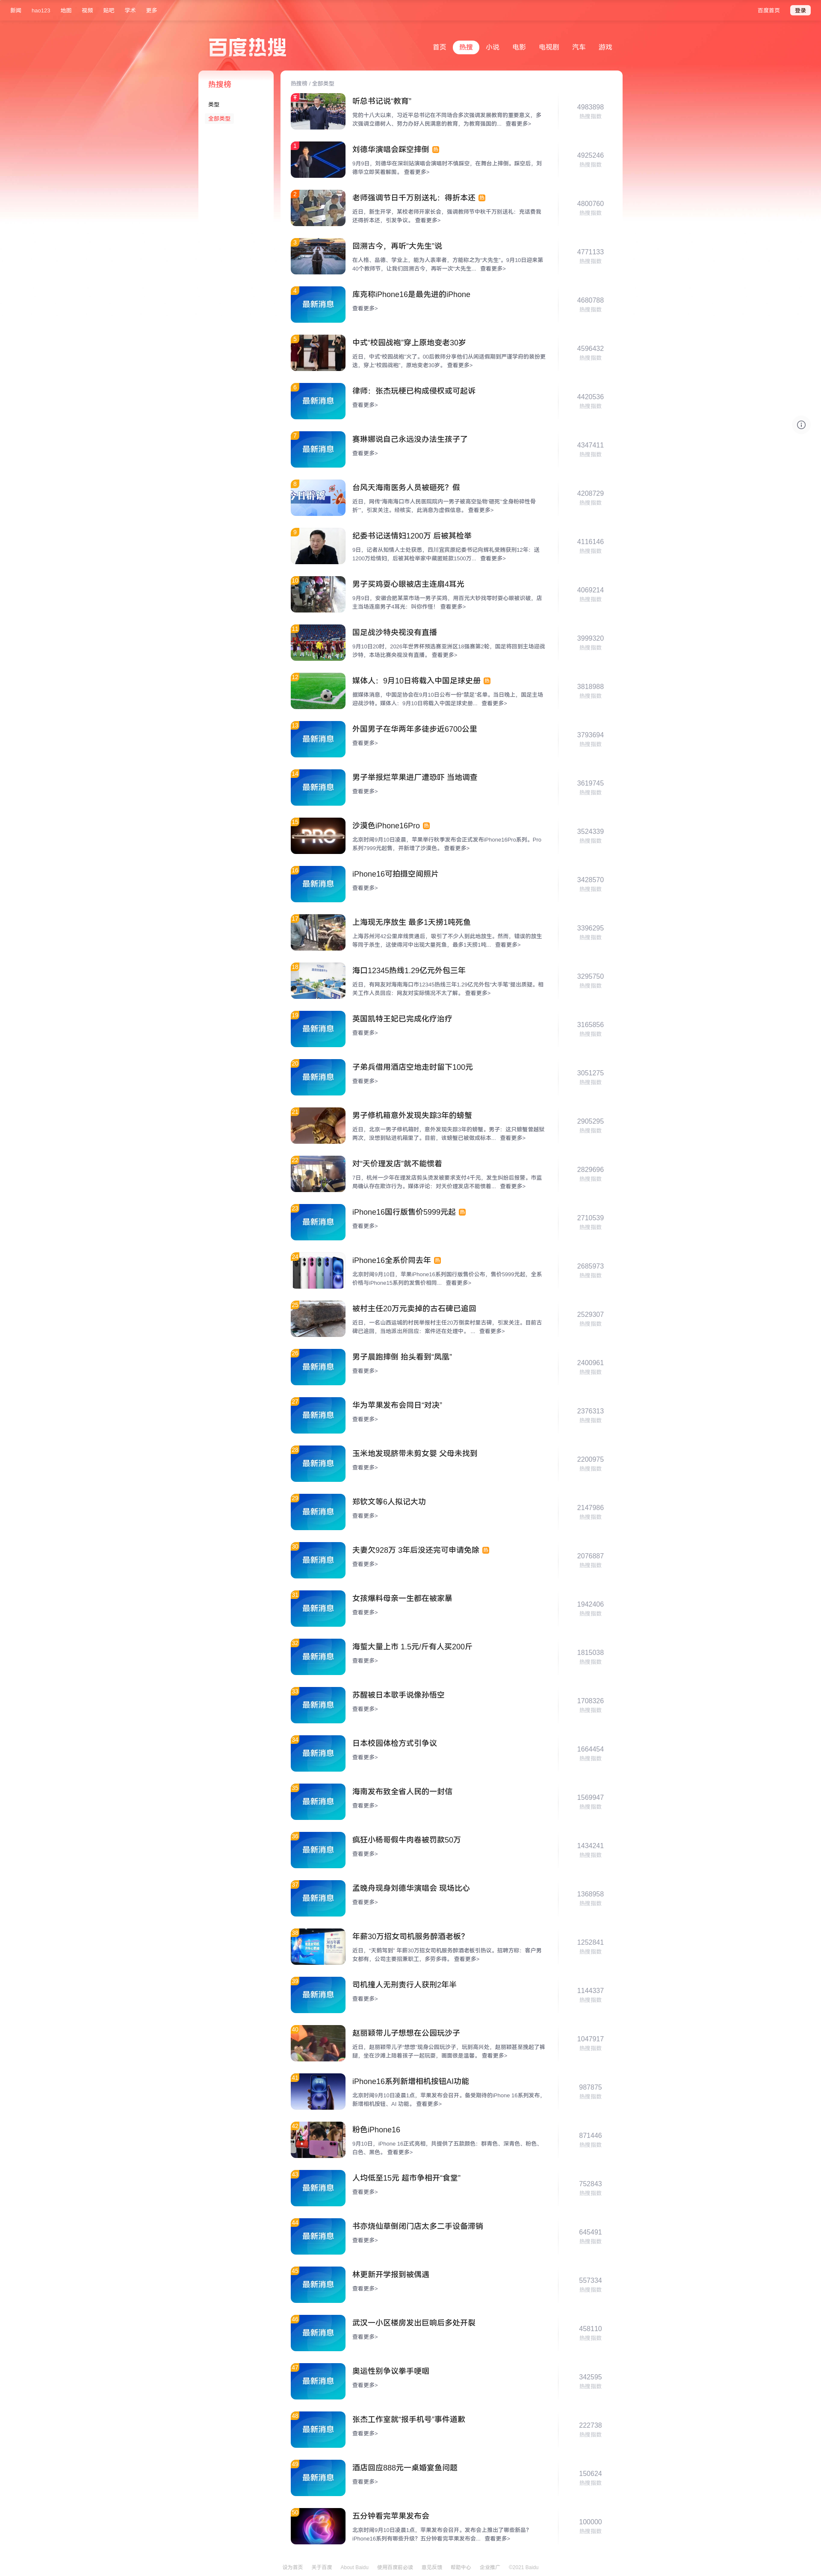 新闻 hao123 地图 视频 贴吧 学术 更多 百度首页 登录
百度热搜 首页 热搜 小说 电影 电视剧 汽车 游戏
热搜榜
类型
全部类型
热搜榜 / 全部类型
听总书记说“教育”
党的十八大以来，习近平总书记在不同场合多次强调发展教育的重要意义，多
次强调立德树人、努力办好人民满意的教育，为教育强国的... 查看更多>
4983898
热搜指数
1
刘德华演唱会踩空摔倒 热
9月9日，刘德华在深圳站演唱会演唱时不慎踩空，在舞台上摔倒。踩空后，刘
德华立即笑着解围。 查看更多>
4925246
热搜指数
2
老师强调节日千万别送礼：得折本还 热
近日，新生开学，某校老师开家长会，强调教师节中秋千万别送礼：充话费我
还得折本还，引发争议。 查看更多>
4800760
热搜指数
3
回溯古今，再听“大先生”说
在人格、品德、学业上，能为人表率者，方能称之为“大先生”。9月10日迎来第
40个教师节，让我们回溯古今，再听一次“大先生... 查看更多>
4771133
热搜指数
4
最新消息
库克称iPhone16是最先进的iPhone
查看更多>
4680788
热搜指数
5
中式“校园战袍”穿上原地变老30岁
近日，中式“校园战袍”火了。00后教师分享他们从闲适假期到严谨学府的装扮更
迭，穿上“校园战袍”，原地变老30岁。 查看更多>
4596432
热搜指数
6
最新消息
律师：张杰玩梗已构成侵权或可起诉
查看更多>
4420536
热搜指数
7
最新消息
赛琳娜说自己永远没办法生孩子了
查看更多>
4347411
热搜指数
8
台风天海南医务人员被砸死？假
近日，网传“海南海口市人民医院院内一男子被高空坠物‘砸死’‘全身粉碎性骨
折’”，引发关注。经核实，此消息为虚假信息。 查看更多>
4208729
热搜指数
9
纪委书记送情妇1200万 后被其检举
9日，记者从知情人士处获悉，四川宜宾原纪委书记向辉礼受贿获刑12年：送
1200万给情妇，后被其检举家中藏匿赃款1500万... 查看更多>
4116146
热搜指数
10
男子买鸡耍心眼被店主连扇4耳光
9月9日，安徽合肥某菜市场一男子买鸡，用百元大钞找零时耍心眼被识破，店
主当场连扇男子4耳光：叫你作怪！ 查看更多>
4069214
热搜指数
11
国足战沙特央视没有直播
9月10日20时，2026年世界杯预选赛亚洲区18强赛第2轮，国足将回到主场迎战
沙特，本场比赛央视没有直播。 查看更多>
3999320
热搜指数
12
媒体人：9月10日将载入中国足球史册 热
据媒体消息，中国足协会在9月10日公布一份“禁足”名单。当日晚上，国足主场
迎战沙特。媒体人：9月10日将载入中国足球史册... 查看更多>
3818988
热搜指数
13
最新消息
外国男子在华两年多徒步近6700公里
查看更多>
3793694
热搜指数
14
最新消息
男子举报烂苹果进厂遭恐吓 当地调查
查看更多>
3619745
热搜指数
15
PRO
沙漠色iPhone16Pro 热
北京时间9月10日凌晨，苹果举行秋季发布会正式发布iPhone16Pro系列。Pro
系列7999元起售，并新增了沙漠色。 查看更多>
3524339
热搜指数
16
最新消息
iPhone16可拍摄空间照片
查看更多>
3428570
热搜指数
17
上海现无序放生 最多1天捞1吨死鱼
上海苏州河42公里岸线贯通后，吸引了不少人到此地放生。然而，错误的放生
等同于杀生，这使得河中出现大量死鱼，最多1天捞1吨... 查看更多>
3396295
热搜指数
18
海口12345热线1.29亿元外包三年
近日，有网友对海南海口市12345热线三年1.29亿元外包“大手笔”提出质疑。相
关工作人员回应：网友对实际情况不太了解。 查看更多>
3295750
热搜指数
19
最新消息
英国凯特王妃已完成化疗治疗
查看更多>
3165856
热搜指数
20
最新消息
子弟兵借用酒店空地走时留下100元
查看更多>
3051275
热搜指数
21
男子修机箱意外发现失踪3年的螃蟹
近日，北京一男子修机箱时，意外发现失踪3年的螃蟹。男子：这只螃蟹曾越狱
两次，没想到钻进机箱里了。目前，该螃蟹已被做成标本... 查看更多>
2905295
热搜指数
22
对“天价理发店”就不能惯着
7日，杭州一少年在理发店剪头烫发被要求支付4千元，发生纠纷后报警。市监
局确认存在欺诈行为。媒体评论：对天价理发店不能惯着... 查看更多>
2829696
热搜指数
23
最新消息
iPhone16国行版售价5999元起 热
查看更多>
2710539
热搜指数
24
iPhone16全系价同去年 热
北京时间9月10日，苹果iPhone16系列国行版售价公布，售价5999元起，全系
价格与iPhone15系列的发售价相同... 查看更多>
2685973
热搜指数
25
被村主任20万元卖掉的古石碑已追回
近日，一名山西运城的村民举报村主任20万倒卖村里古碑，引发关注。目前古
碑已追回，当地派出所回应：案件还在处理中。 ... 查看更多>
2529307
热搜指数
26
最新消息
男子晨跑摔倒 抬头看到“凤凰”
查看更多>
2400961
热搜指数
27
最新消息
华为苹果发布会同日“对决”
查看更多>
2376313
热搜指数
28
最新消息
玉米地发现脐带未剪女婴 父母未找到
查看更多>
2200975
热搜指数
29
最新消息
郑钦文等6人拟记大功
查看更多>
2147986
热搜指数
30
最新消息
夫妻欠928万 3年后没还完可申请免除 热
查看更多>
2076887
热搜指数
31
最新消息
女孩爆料母亲一生都在被家暴
查看更多>
1942406
热搜指数
32
最新消息
海蜇大量上市 1.5元/斤有人买200斤
查看更多>
1815038
热搜指数
33
最新消息
苏醒被日本歌手说像孙悟空
查看更多>
1708326
热搜指数
34
最新消息
日本校园体检方式引争议
查看更多>
1664454
热搜指数
35
最新消息
海南发布致全省人民的一封信
查看更多>
1569947
热搜指数
36
最新消息
疯狂小杨哥假牛肉卷被罚款50万
查看更多>
1434241
热搜指数
37
最新消息
孟晚舟现身刘德华演唱会 现场比心
查看更多>
1368958
热搜指数
38
年薪30万招女司机服务醉酒老板？
近日，“天鹅驾到” 年薪30万招女司机服务醉酒老板引热议。招聘方称：客户男
女都有，公司主要招兼职工，多劳多得。 查看更多>
1252841
热搜指数
39
最新消息
司机撞人无刑责行人获刑2年半
查看更多>
1144337
热搜指数
40
赵丽颖带儿子想想在公园玩沙子
近日，赵丽颖带儿子“想想”现身公园玩沙子，玩到高兴处，赵丽颖甚至挽起了裤
腿，坐在沙滩上陪着孩子一起玩耍，画面很是温馨。 查看更多>
1047917
热搜指数
41
iPhone16系列新增相机按钮AI功能
北京时间9月10日凌晨1点，苹果发布会召开。备受期待的iPhone 16系列发布，
新增相机按钮、AI 功能。 查看更多>
987875
热搜指数
42
粉色iPhone16
9月10日，iPhone 16正式亮相，共提供了五款颜色：群青色、深青色、粉色、
白色、黑色。 查看更多>
871446
热搜指数
43
最新消息
人均低至15元 超市争相开“食堂”
查看更多>
752843
热搜指数
44
最新消息
书亦烧仙草倒闭门店太多二手设备滞销
查看更多>
645491
热搜指数
45
最新消息
林更新开学报到被偶遇
查看更多>
557334
热搜指数
46
最新消息
武汉一小区楼房发出巨响后多处开裂
查看更多>
458110
热搜指数
47
最新消息
奥运性别争议拳手哽咽
查看更多>
342595
热搜指数
48
最新消息
张杰工作室就“报手机号”事件道歉
查看更多>
222738
热搜指数
49
最新消息
酒店回应888元一桌婚宴鱼问题
查看更多>
150624
热搜指数
50
五分钟看完苹果发布会
北京时间9月10日凌晨1点，苹果发布会召开。发布会上推出了哪些新品？
iPhone16系列有哪些升级？五分钟看完苹果发布会... 查看更多>
100000
热搜指数
设为首页 关于百度 About Baidu 使用百度前必读 意见反馈 帮助中心 企业推广 ©2022 Baidu